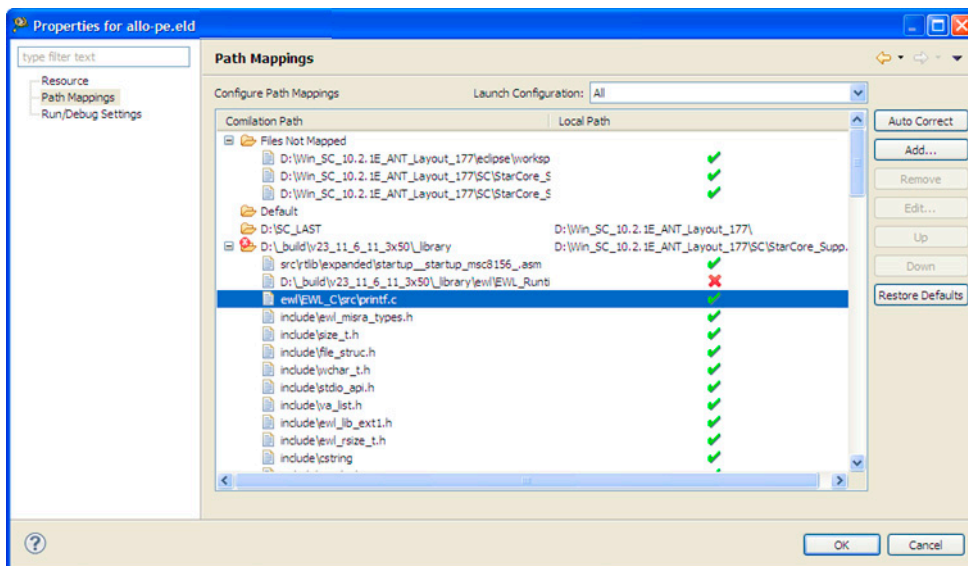 Properties for allo-pe.eld
type filter text
Resource
Path Mappings
Run/Debug Settings
Path Mappings
Configure Path Mappings
Launch Configuration: All
Comilation Path Local Path
Files Not Mapped
D:\Win_SC_10.2.1E_ANT_Layout_177\eclipse\worksp
D:\Win_SC_10.2.1E_ANT_Layout_177\SC\StarCore_S
D:\Win_SC_10.2.1E_ANT_Layout_177\SC\StarCore_S
Default
D:\SC_LAST D:\Win_SC_10.2.1E_ANT_Layout_177\
D:\_build\v23_11_6_11_3x50\_library D:\Win_SC_10.2.1E_ANT_Layout_177\SC\StarCore_Supp.
src\rtlib\expanded\startup__startup_msc8156_.asm
D:\_build\v23_11_6_11_3x50\_library\ewl\EWL_Runti
ewl\EWL_C\src\printf.c
include\ewl_misra_types.h
include\size_t.h
include\file_struc.h
include\wchar_t.h
include\stdio_api.h
include\va_list.h
include\ewl_lib_ext1.h
include\ewl_rsize_t.h
include\cstring
Auto Correct
Add...
Remove
Edit...
Up
Down
Restore Defaults
OK
Cancel